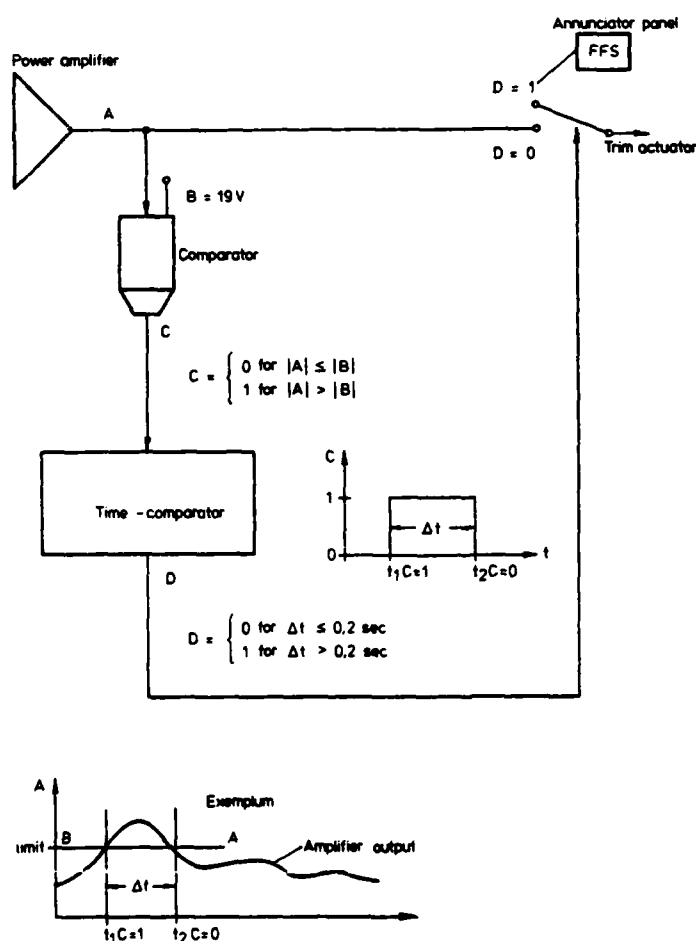 Annunciator panel
FFS
Power amplifier
D = 1
A
D = 0
Trim actuator
B = 19 V
Comparator
C
C = { 0 for |A| ≤ |B|
1 for |A| > |B|
C
1
Δt
Time - comparator
0
t
t₁ C=1
t₂ C=0
D
D = { 0 for Δt ≤ 0,2 sec
1 for Δt > 0,2 sec
A
Exemplum
B
A
Amplifier output
Δt
t₁ C=1
t₂ C=0